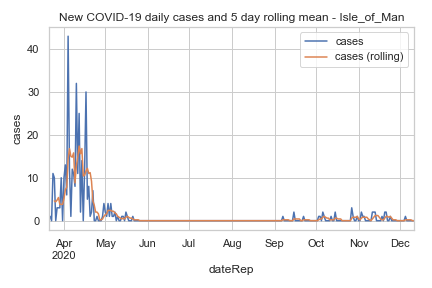 New COVID-19 daily cases and 5 day rolling mean - Isle_of_Man
cases
cases (rolling)
40
30
20
10
0
cases
Apr May Jun Jul Aug Sep Oct Nov Dec
2020
dateRep